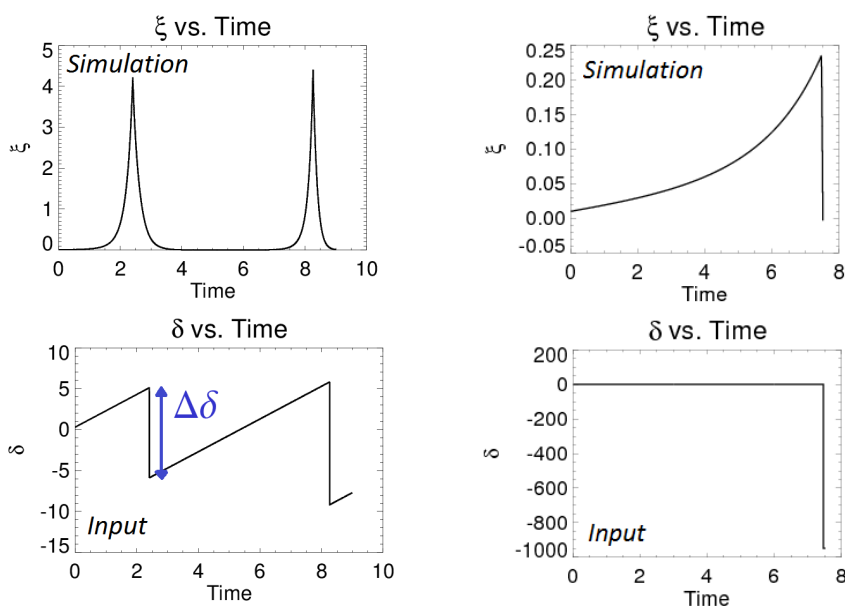 ξ vs. Time
Simulation
5
4
3
2
1
0
ξ
0 2 4 6 8 10
Time
ξ vs. Time
Simulation
0.25
0.20
0.15
0.10
0.05
0.00
-0.05
ξ
0 2 4 6 8
Time
δ vs. Time
10
5
0
-5
-10
-15
δ
Δδ
Input
0 2 4 6 8 10
Time
δ vs. Time
200
0
-200
-400
-600
-800
-1000
δ
Input
0 2 4 6 8
Time